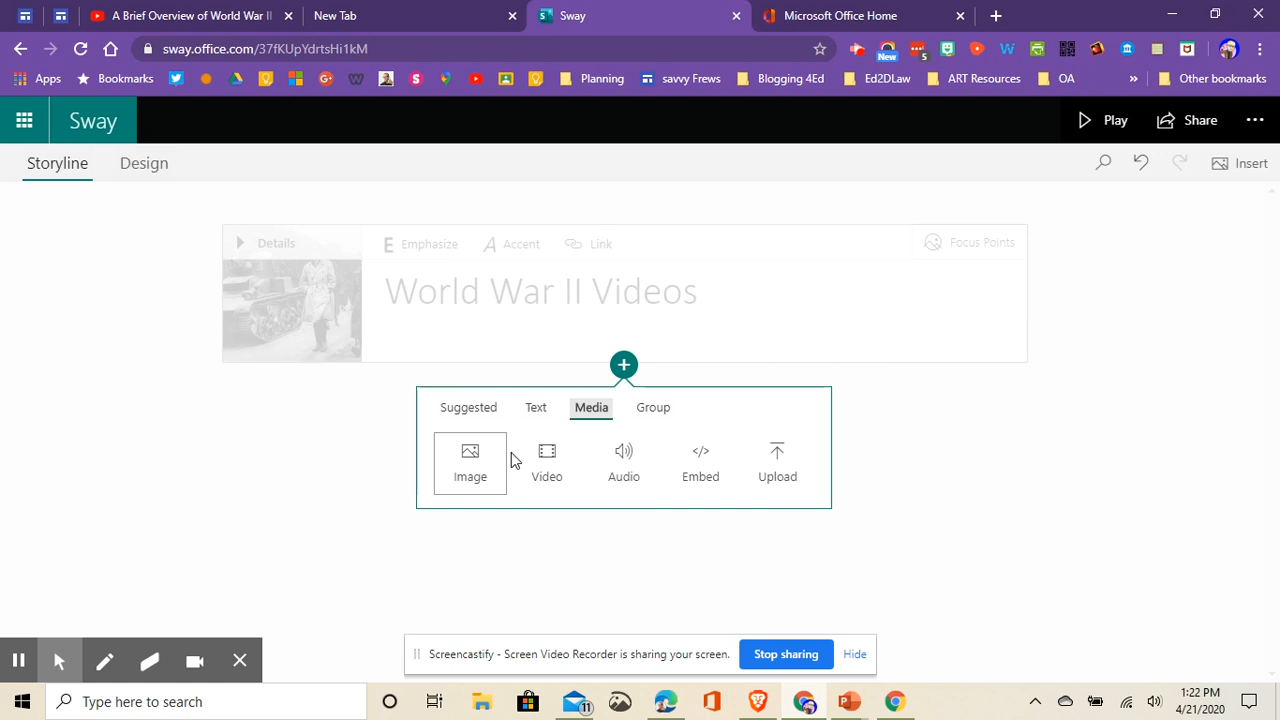 A Brief Overview of World War II
New Tab
Sway
Microsoft Office Home
sway.office.com/37fKUpYdrtsHi1kM
New
Apps
Bookmarks
Planning
savvy Frews
Blogging 4Ed
Ed2DLaw
ART Resources
OA
Other bookmarks
Sway
Play
Share
Storyline
Design
Insert
Details
Emphasize
Accent
Link
Focus Points
World War II Videos
Suggested
Text
Media
Group
Image
Video
Audio
Embed
Upload
Screencastify - Screen Video Recorder is sharing your screen.
Stop sharing
Hide
Type here to search
11
1:22 PM
4/21/2020